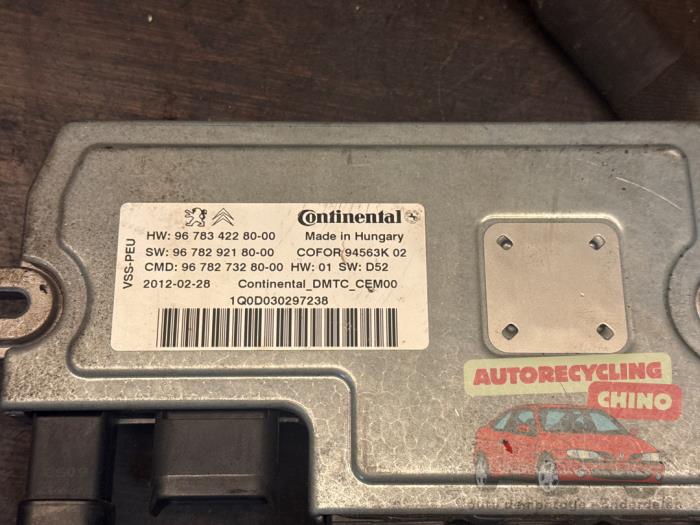 Continental
HW: 96 783 422 80-00 Made in Hungary
SW: 96 782 921 80-00 COFOR 94563K 02
CMD: 96 782 732 80-00 HW: 01 SW: D52
2012-02-28 Continental_DMTC_CEM00
1Q0D030297238
VSS-PEU
AUTORECYCLING
CHINO